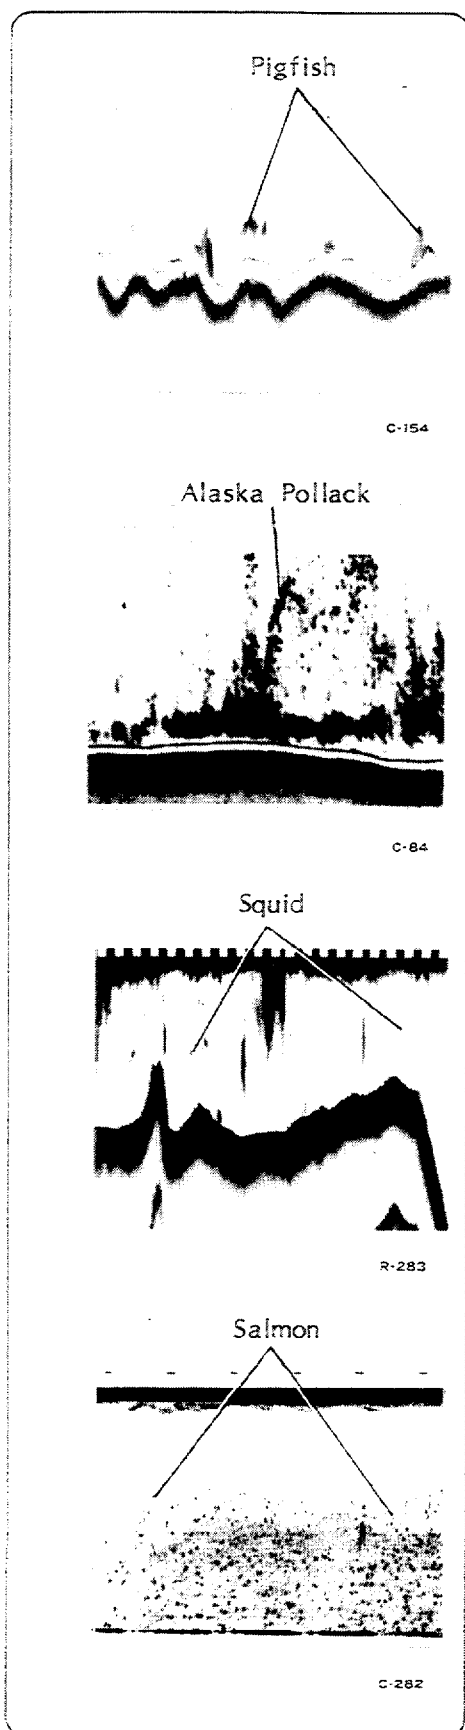 Pigfish
C-154
Alaska Pollack
C-84
Squid
R-283
Salmon
C-282